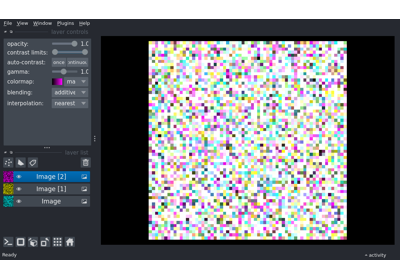 File View Window Plugins Help
layer controls
opacity: 1.0
contrast limits:
auto-contrast: once
gamma: 1.0
colormap: ma
blending: additive
interpolation: nearest
layer list
Image [2]
Image [1]
Image
Ready activity